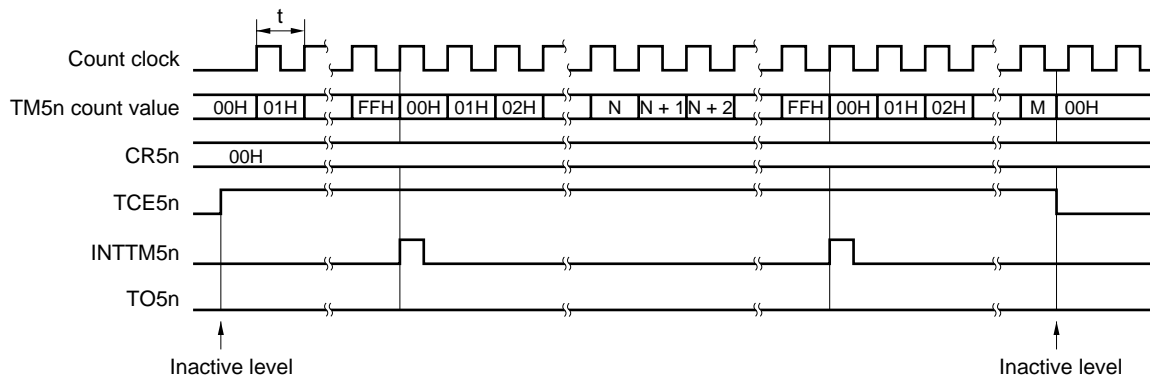 t
Count clock
TM5n count value 00H 01H FFH 00H 01H 02H N N + 1 N + 2 FFH 00H 01H 02H M 00H
CR5n 00H
TCE5n
INTTM5n
TO5n
Inactive level Inactive level